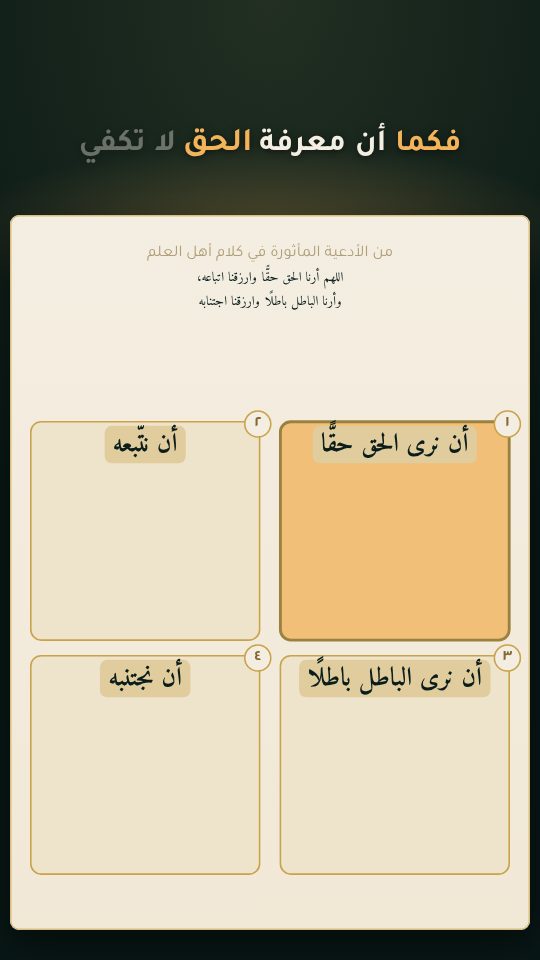 فكما أن معرفة الحق لا تكفي
من الأدعية المأثورة في كلام أهل العلم
اللهم أرنا الحق حقًّا وارزقنا اتباعه،
وأرنا الباطل باطلًا وارزقنا اجتنابه
١
أن نرى الحق حقًّا
٢
أن نتّبعه
٣
أن نرى الباطل باطلًا
٤
أن نجتنبه